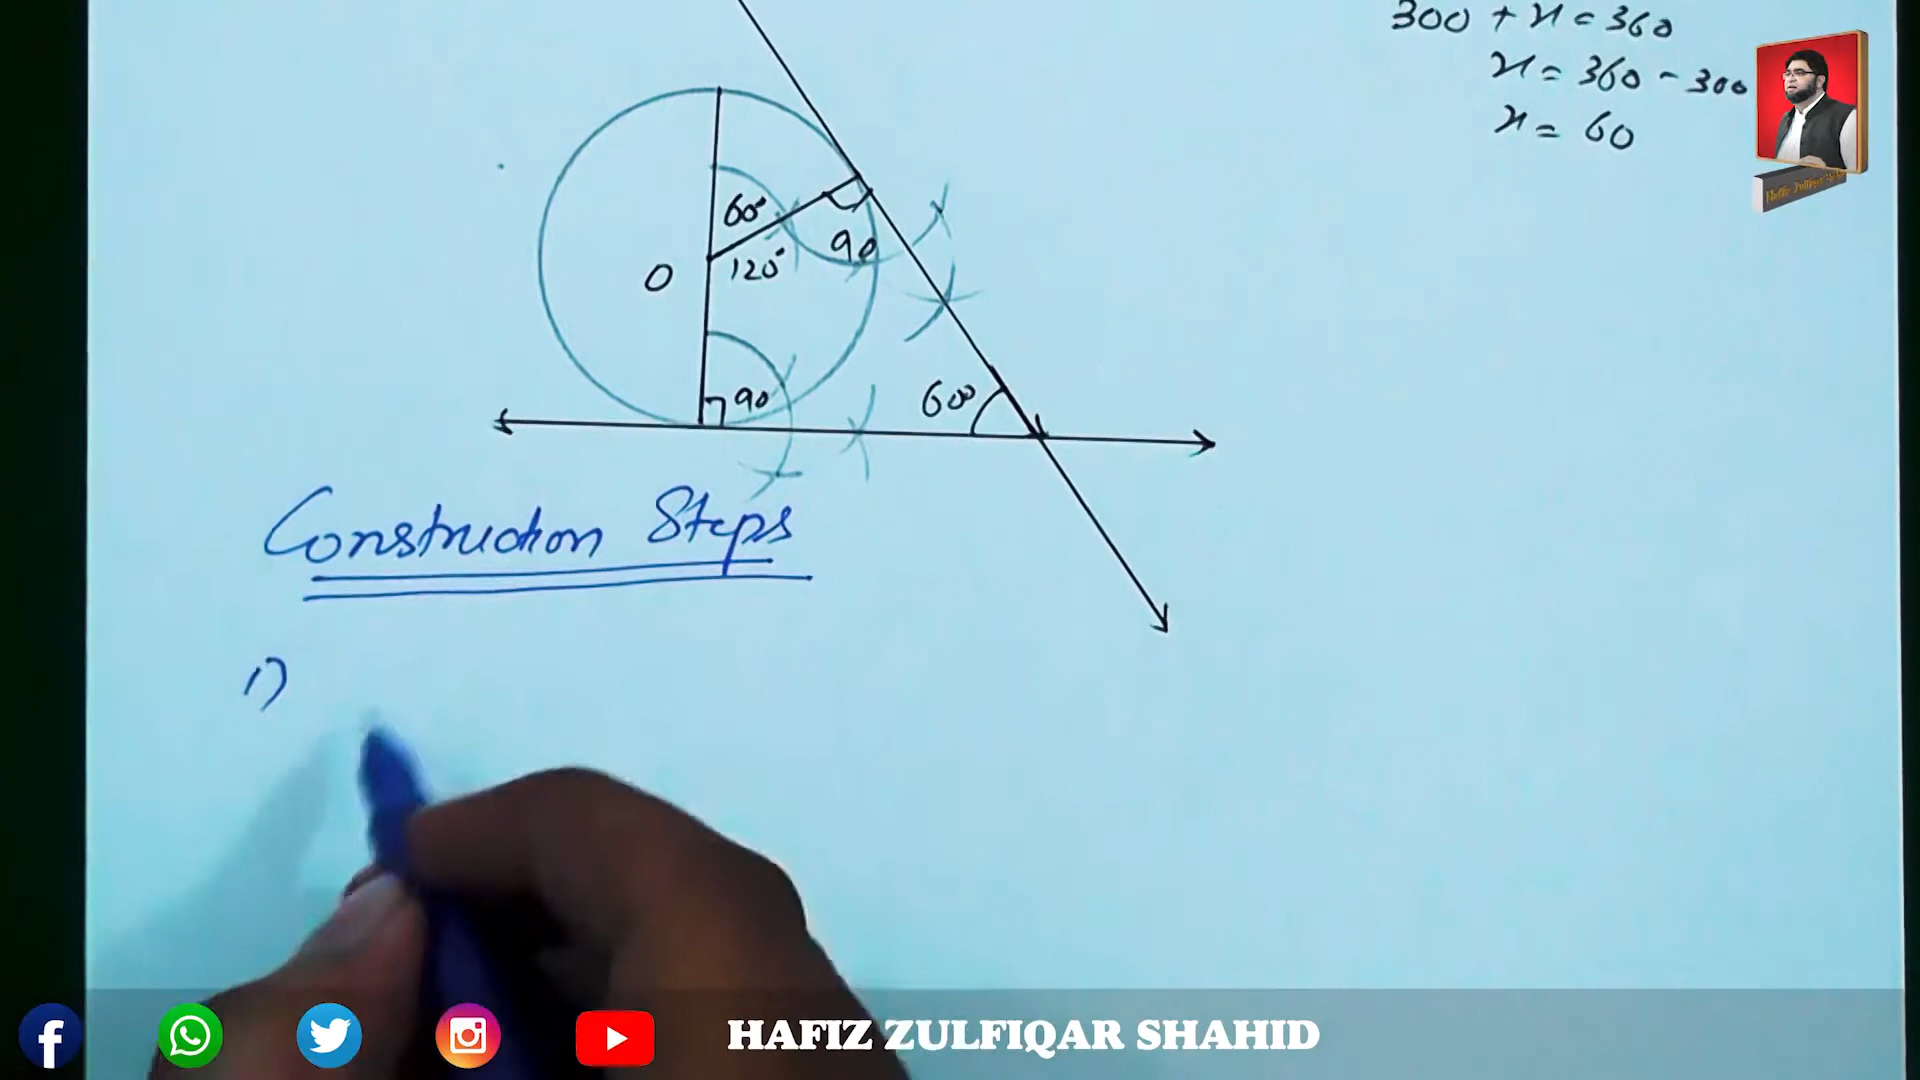 300 + x = 360
x = 360 - 300
x = 60
60°
90
O
120°
90
60°
Construction Steps
1)
HAFIZ ZULFIQAR SHAHID